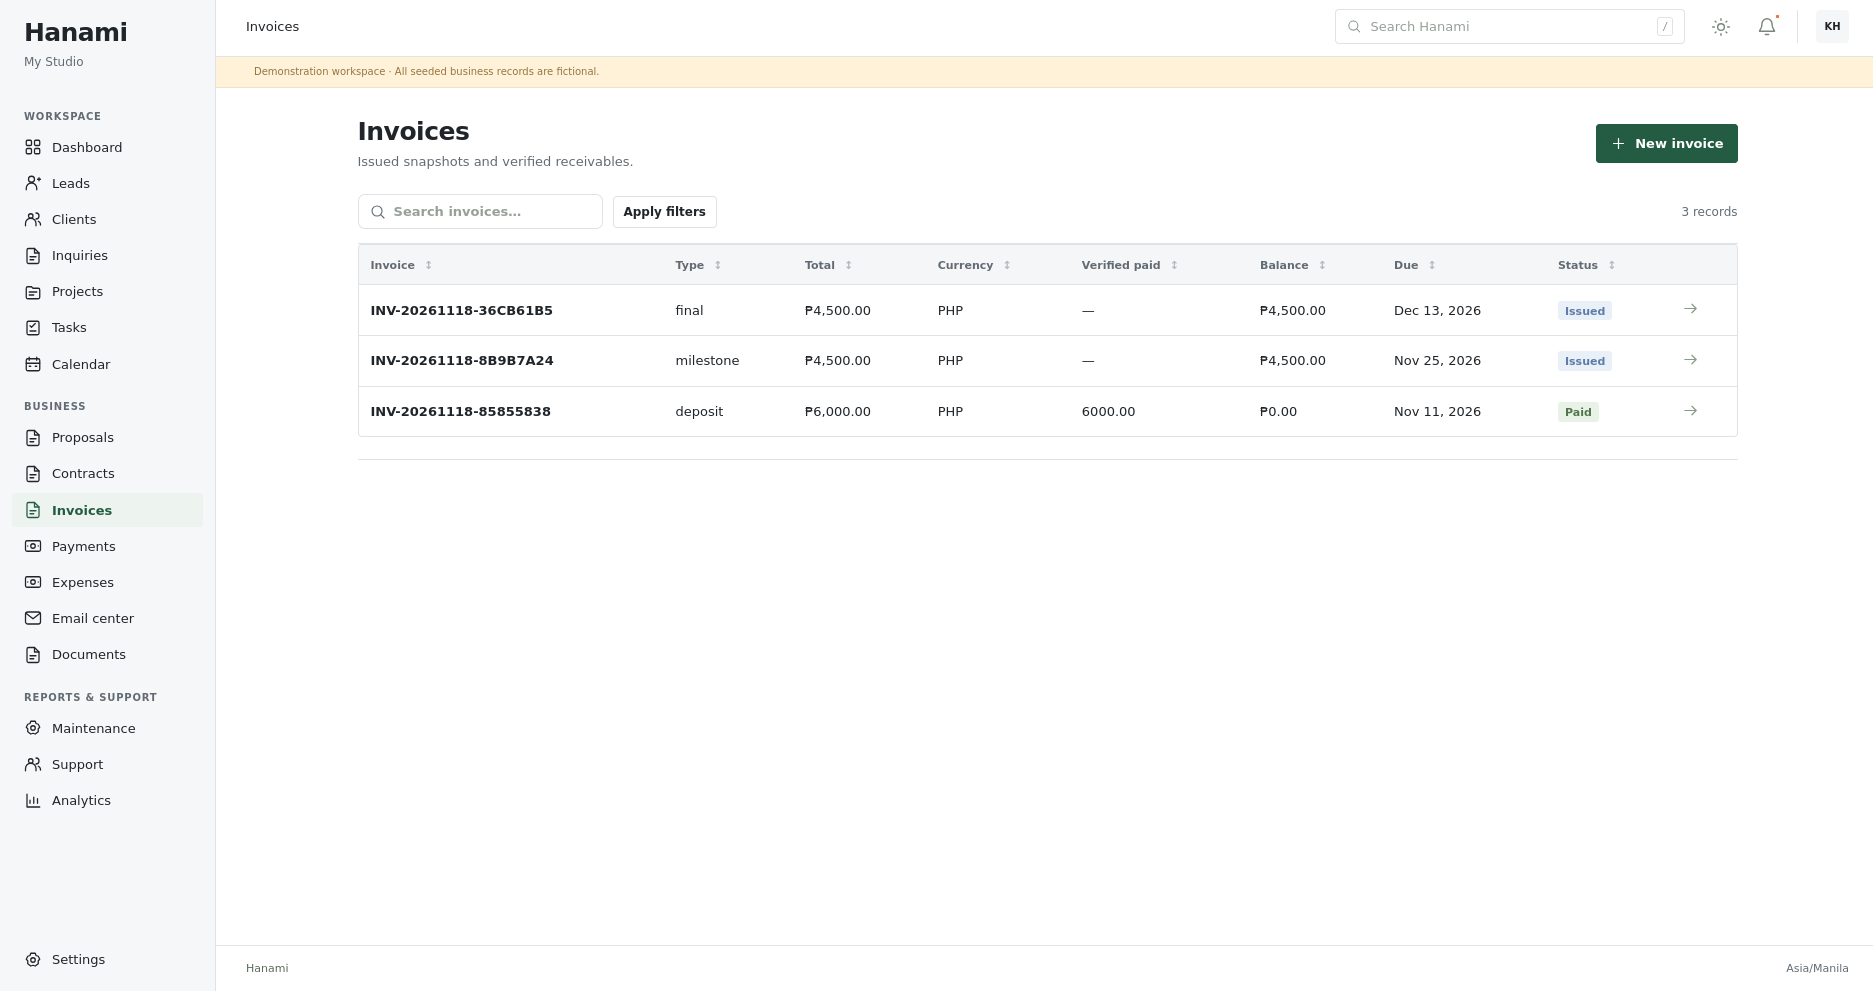 Hanami
My Studio
WORKSPACE
Dashboard
Leads
Clients
Inquiries
Projects
Tasks
Calendar
BUSINESS
Proposals
Contracts
Invoices
Payments
Expenses
Email center
Documents
REPORTS & SUPPORT
Maintenance
Support
Analytics
Settings
Invoices
Search Hanami /
KH
Demonstration workspace · All seeded business records are fictional.
Invoices
Issued snapshots and verified receivables.
New invoice
Search invoices…
Apply filters
3 records
Invoice ↕ Type ↕ Total ↕ Currency ↕ Verified paid ↕ Balance ↕ Due ↕ Status ↕
INV-20261118-36CB61B5 final ₱4,500.00 PHP — ₱4,500.00 Dec 13, 2026 Issued →
INV-20261118-8B9B7A24 milestone ₱4,500.00 PHP — ₱4,500.00 Nov 25, 2026 Issued →
INV-20261118-85855838 deposit ₱6,000.00 PHP 6000.00 ₱0.00 Nov 11, 2026 Paid →
Hanami
Asia/Manila